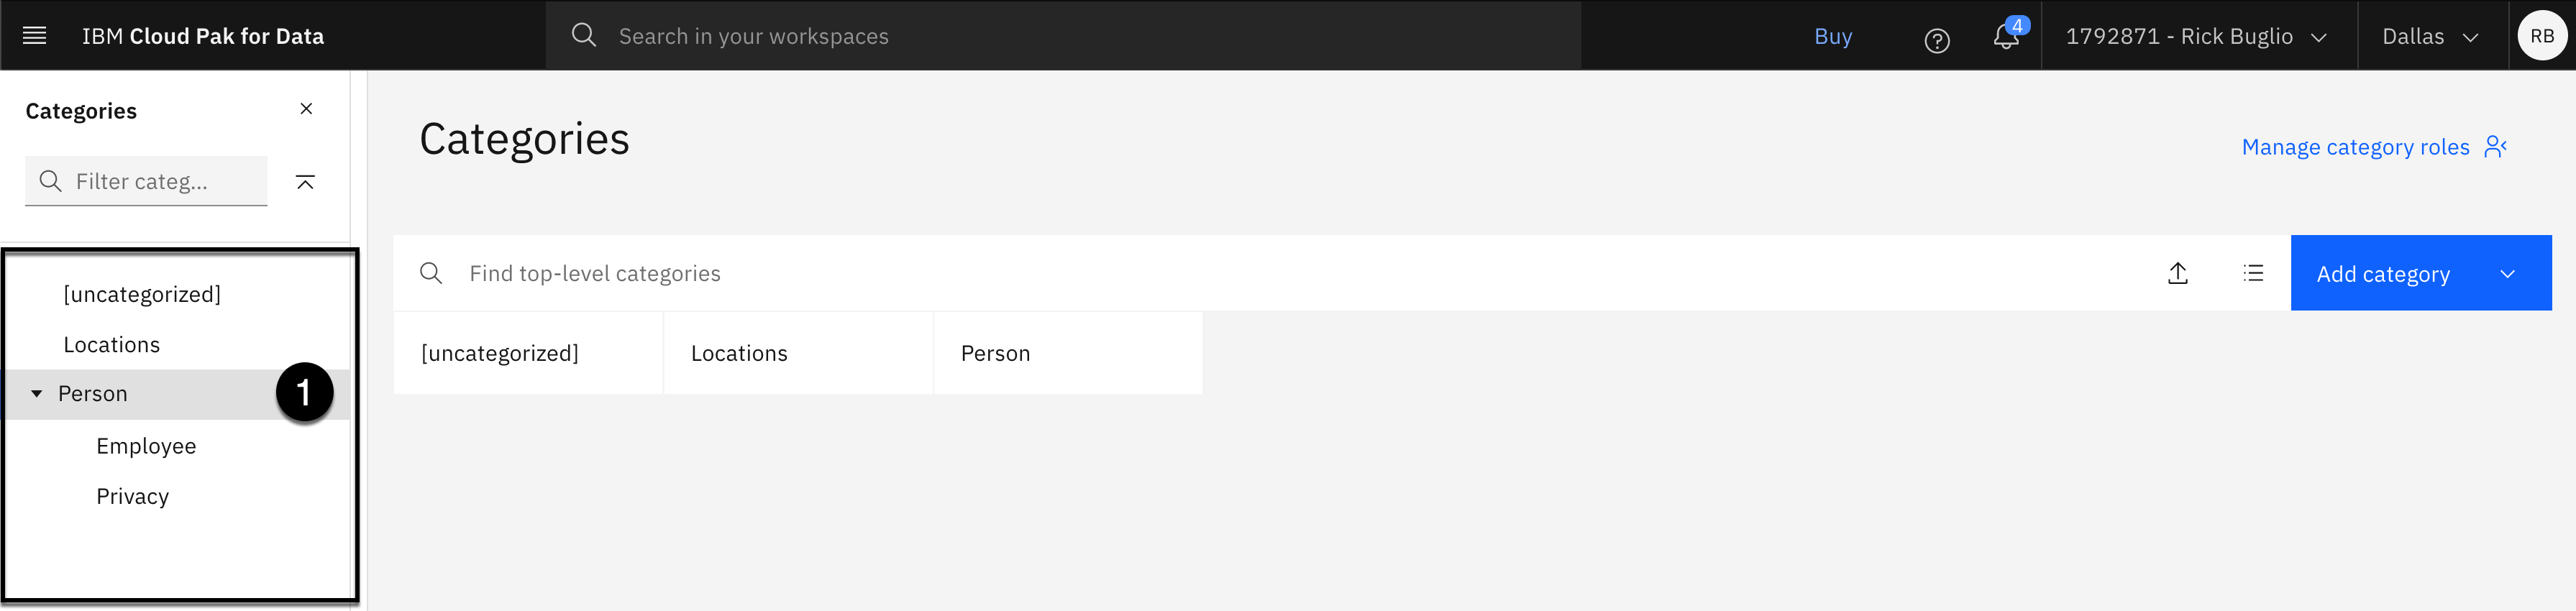 IBM Cloud Pak for Data
Search in your workspaces
Buy
4
1792871 - Rick Buglio
Dallas
RB
Categories
Filter categ...
[uncategorized]
Locations
Person
1
Employee
Privacy
Categories
Manage category roles
Find top-level categories
Add category
[uncategorized]
Locations
Person